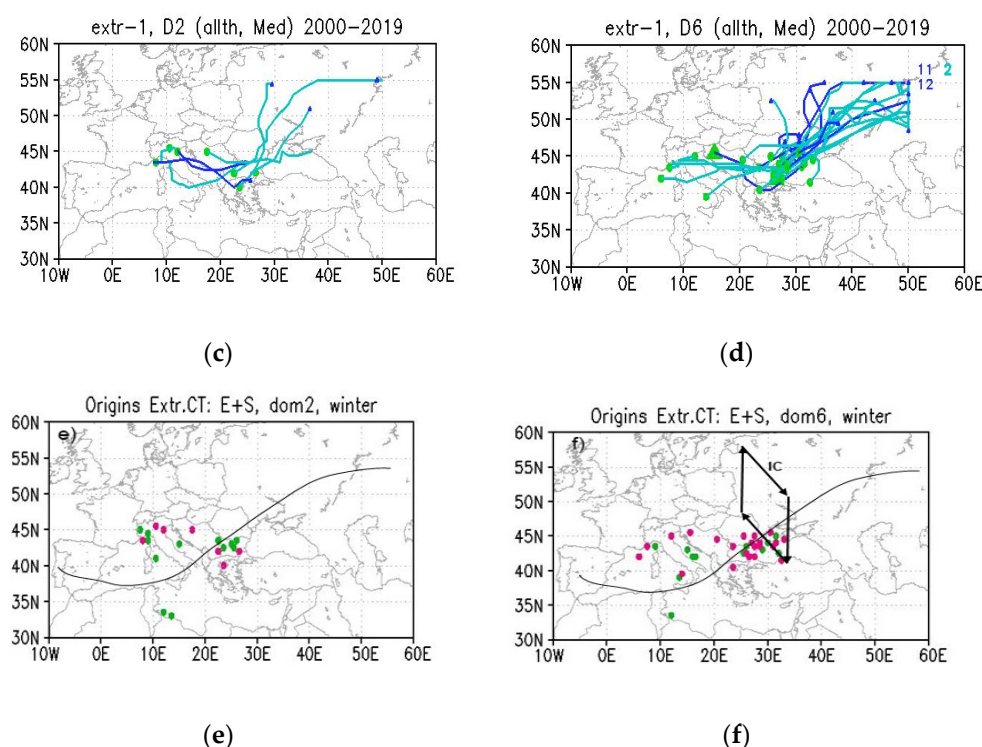 extr-1, D2 (allth, Med) 2000-2019
60N
55N
50N
45N
40N
35N
30N
10W 0E 10E 20E 30E 40E 50E 60E
(c)
extr-1, D6 (allth, Med) 2000-2019
60N
55N
50N
45N
40N
35N
30N
11 2
12
10W 0E 10E 20E 30E 40E 50E 60E
(d)
Origins Extr.CT: E+S, dom2, winter
e)
60N
55N
50N
45N
40N
35N
30N
10W 0E 10E 20E 30E 40E 50E 60E
(e)
Origins Extr.CT: E+S, dom6, winter
f)
IC
60N
55N
50N
45N
40N
35N
30N
10W 0E 10E 20E 30E 40E 50E 60E
(f)